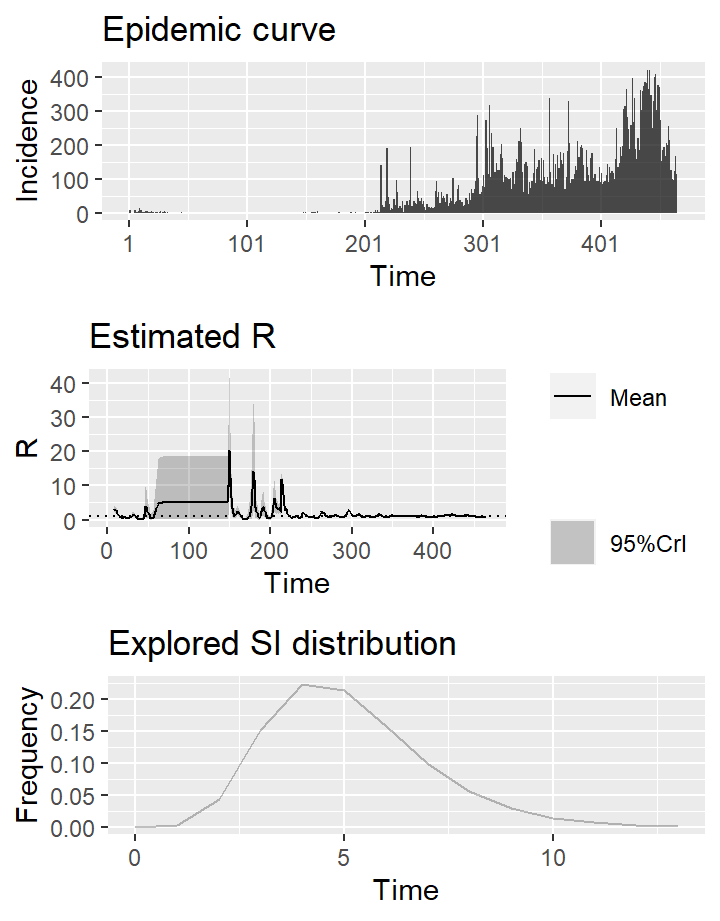 Epidemic curve
Incidence
400
300
200
100
0
1 101 201 301 401
Time
Estimated R
R
40
30
20
10
0
0 100 200 300 400
Time
Mean
95%CrI
Explored SI distribution
Frequency
0.20
0.15
0.10
0.05
0.00
0 5 10
Time